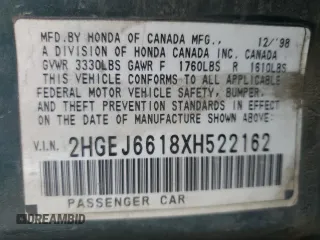 MFD. BY HONDA OF CANADA MFG., 12/'98
A DIVISION OF HONDA CANADA INC. CANADA
GVWR 3330LBS GAWR F 1760LBS R 1610LBS
THIS VEHICLE CONFORMS TO ALL APPLICABLE
FEDERAL MOTOR VEHICLE SAFETY, BUMPER,
AND THEFT PREVENTION STANDARDS IN EFFECT
ON THE DATE OF MANUFACTURE SHOWN ABOVE.
V.I.N. 2HGEJ6618XH522162
PASSENGER CAR
DREAMBID